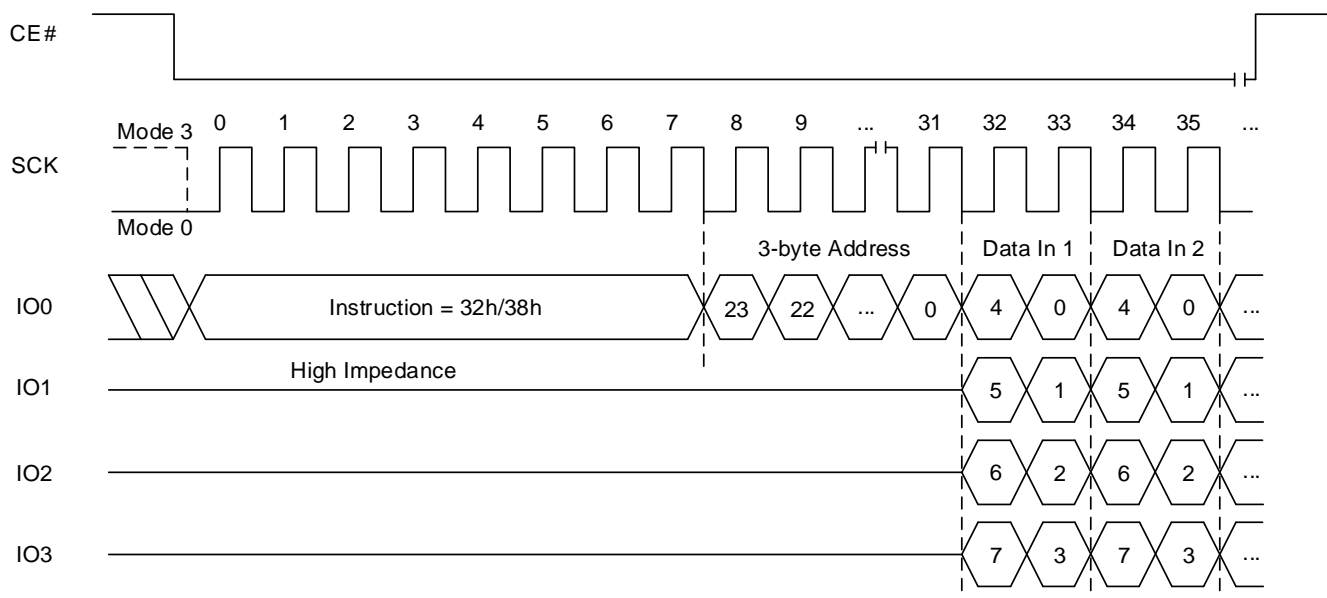 CE#
Mode 3 0 1 2 3 4 5 6 7 8 9 ... 31 32 33 34 35 ...
SCK
Mode 0
3-byte Address Data In 1 Data In 2
IO0 Instruction = 32h/38h 23 22 ... 0 4 0 4 0 ...
High Impedance
IO1 5 1 5 1 ...
IO2 6 2 6 2 ...
IO3 7 3 7 3 ...